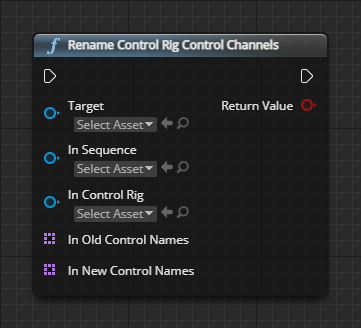 Rename Control Rig Control Channels
Target
Return Value
Select Asset
In Sequence
Select Asset
In Control Rig
Select Asset
In Old Control Names
In New Control Names